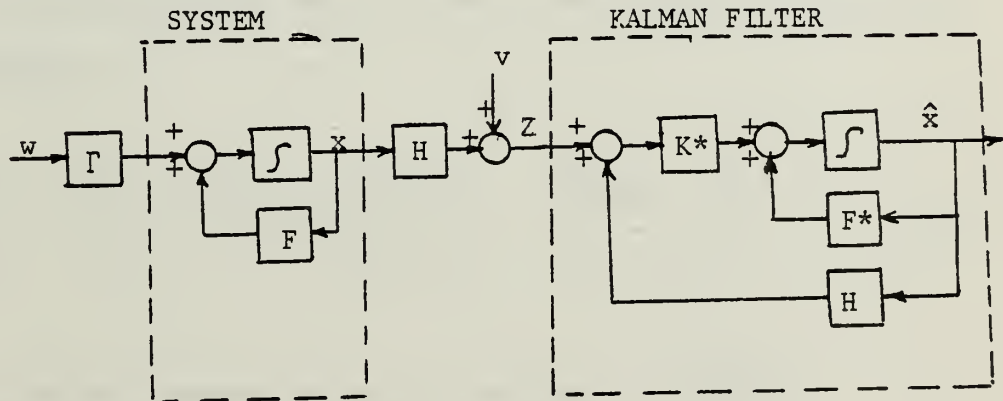 SYSTEM
KALMAN FILTER
w
Γ
+
+
∫
x
F
H
+
+
v
Z
+
+
K*
+
+
∫
x̂
F*
H